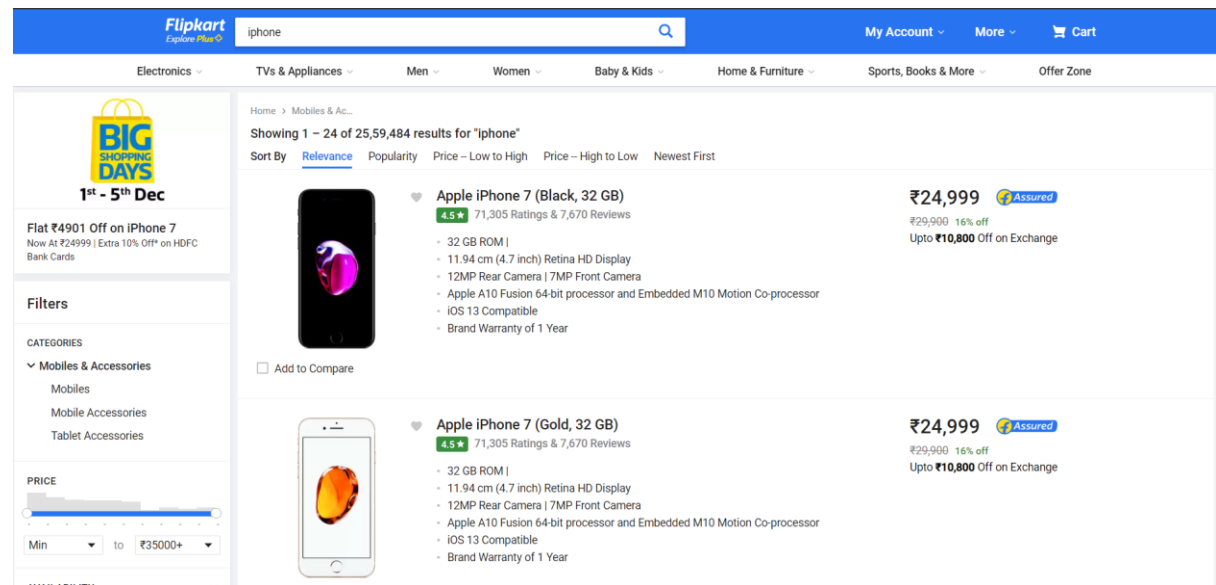 Flipkart
Explore Plus
iphone
My Account
More
Cart
Electronics
TVs & Appliances
Men
Women
Baby & Kids
Home & Furniture
Sports, Books & More
Offer Zone
BIG
SHOPPING
DAYS
1st - 5th Dec
Flat ₹4901 Off on iPhone 7
Now At ₹24999 | Extra 10% Off* on HDFC
Bank Cards
Filters
CATEGORIES
Mobiles & Accessories
Mobiles
Mobile Accessories
Tablet Accessories
PRICE
Min to ₹35000+
AVAILABILITY
Home > Mobiles & Ac...
Showing 1 – 24 of 25,59,484 results for "iphone"
Sort By Relevance Popularity Price -- Low to High Price -- High to Low Newest First
Apple iPhone 7 (Black, 32 GB)
4.5★ 71,305 Ratings & 7,670 Reviews
32 GB ROM |
11.94 cm (4.7 inch) Retina HD Display
12MP Rear Camera | 7MP Front Camera
Apple A10 Fusion 64-bit processor and Embedded M10 Motion Co-processor
iOS 13 Compatible
Brand Warranty of 1 Year
₹24,999 Assured
₹29,900 16% off
Upto ₹10,800 Off on Exchange
Add to Compare
Apple iPhone 7 (Gold, 32 GB)
4.5★ 71,305 Ratings & 7,670 Reviews
32 GB ROM |
11.94 cm (4.7 inch) Retina HD Display
12MP Rear Camera | 7MP Front Camera
Apple A10 Fusion 64-bit processor and Embedded M10 Motion Co-processor
iOS 13 Compatible
Brand Warranty of 1 Year
₹24,999 Assured
₹29,900 16% off
Upto ₹10,800 Off on Exchange